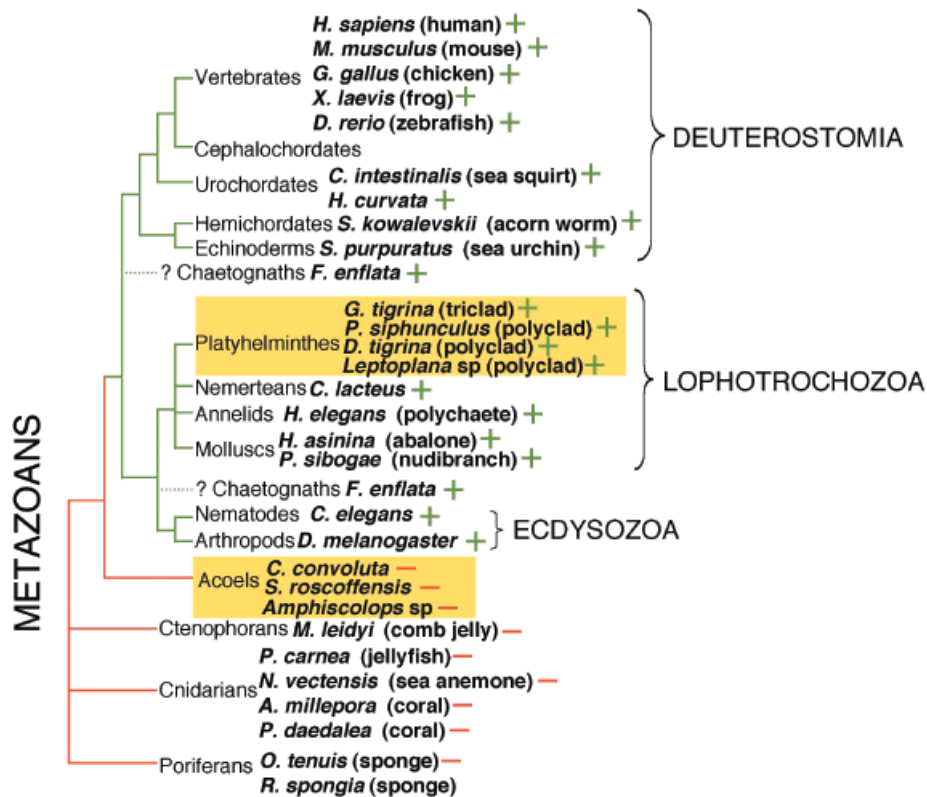 H. sapiens (human) +
M. musculus (mouse) +
Vertebrates G. gallus (chicken) +
X. laevis (frog) +
D. rerio (zebrafish) +
DEUTEROSTOMIA
Cephalochordates
Urochordates C. intestinalis (sea squirt) +
H. curvata +
Hemichordates S. kowalevskii (acorn worm) +
Echinoderms S. purpuratus (sea urchin) +
? Chaetognaths F. enflata +
G. tigrina (triclad) +
P. siphunculus (polyclad) +
Platyhelminthes D. tigrina (polyclad) +
Leptoplana sp (polyclad) +
LOPHOTROCHOZOA
Nemerteans C. lacteus +
Annelids H. elegans (polychaete) +
Molluscs H. asinina (abalone) +
P. sibogae (nudibranch) +
? Chaetognaths F. enflata +
Nematodes C. elegans +
ECDYSOZOA
Arthropods D. melanogaster +
METAZOANS
Acoels C. convoluta —
S. roscoffensis —
Amphiscolops sp —
Ctenophorans M. leidyi (comb jelly) —
P. carnea (jellyfish) —
Cnidarians N. vectensis (sea anemone) —
A. millepora (coral) —
P. daedalea (coral) —
Poriferans O. tenuis (sponge) —
R. spongia (sponge)